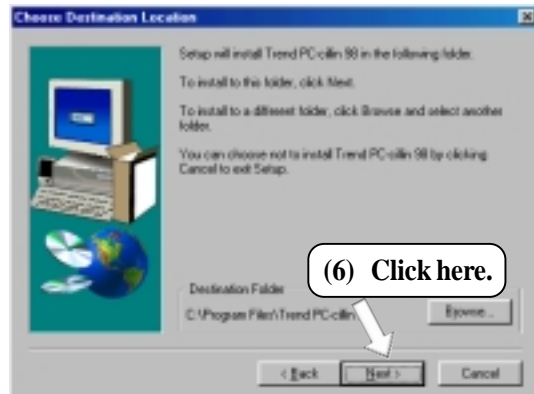 Choose Destination Location
Setup will install Trend PC-cillin 98 in the following folder.
To install to this folder, click Next.
To install to a different folder, click Browse and select another
folder.
You can choose not to install Trend PC-cillin 98 by clicking
Cancel to exit Setup.
(6) Click here.
Destination Folder
C:\Program Files\Trend PC-cillin
Browse...
< Back
Next >
Cancel